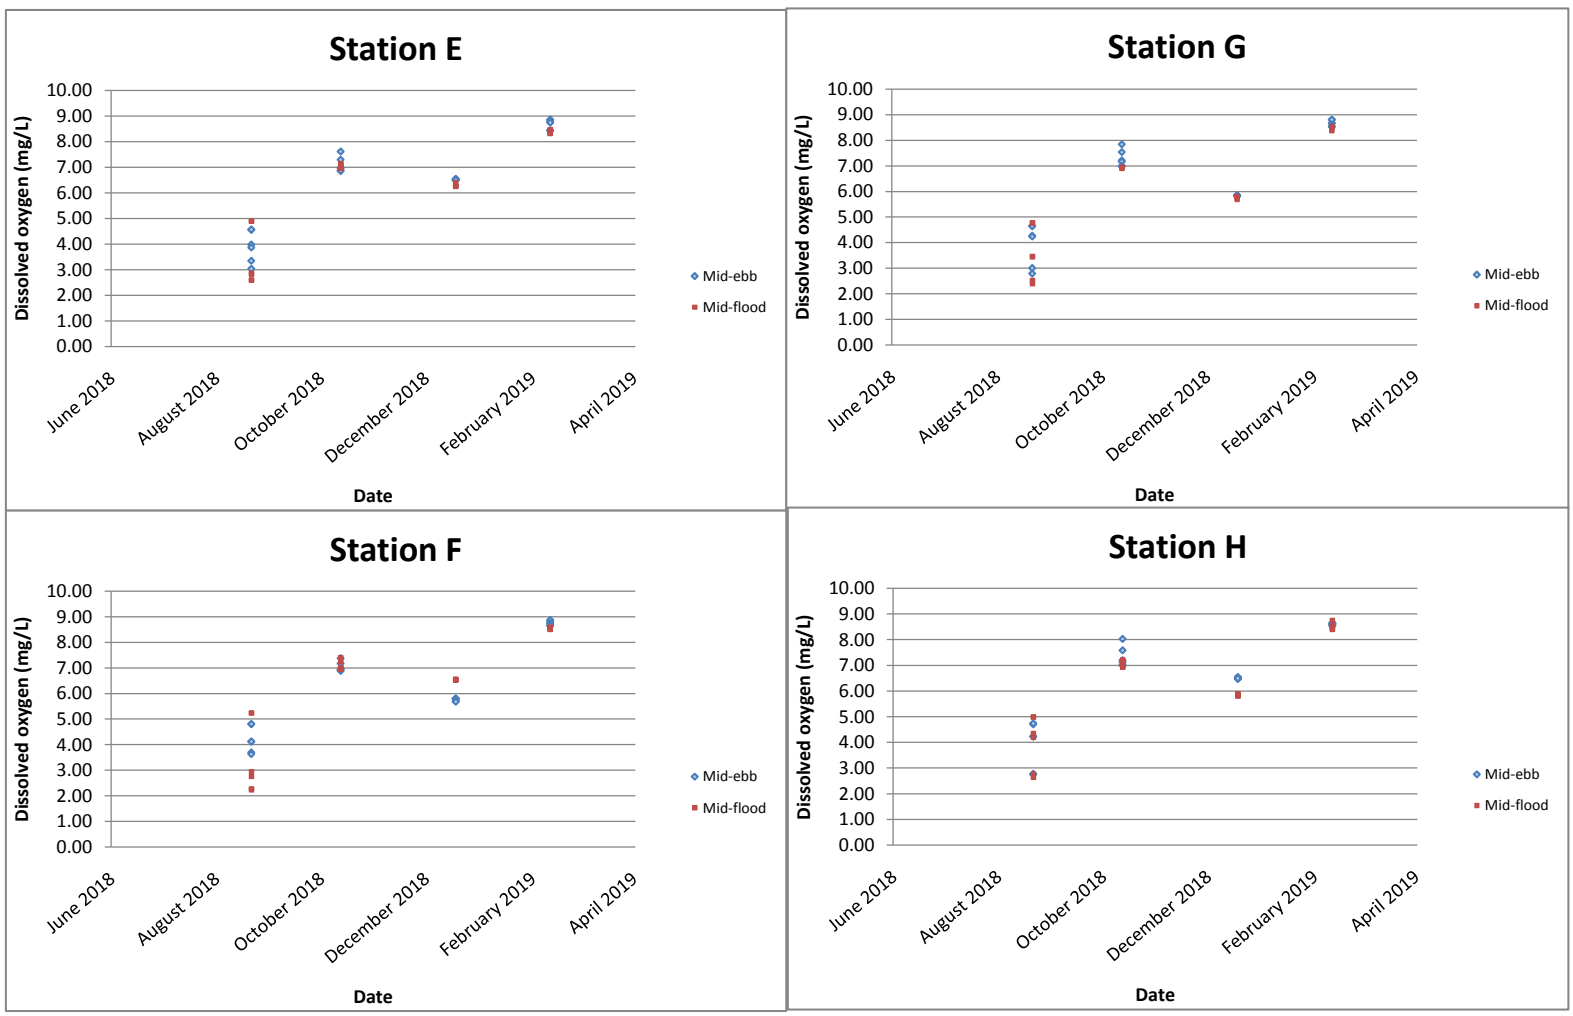 Station E
10.00
9.00
8.00
7.00
6.00
5.00
4.00
3.00
2.00
1.00
0.00
Dissolved oxygen (mg/L)
June 2018
August 2018
October 2018
December 2018
February 2019
April 2019
Date
Mid-ebb
Mid-flood
Station G
10.00
9.00
8.00
7.00
6.00
5.00
4.00
3.00
2.00
1.00
0.00
Dissolved oxygen (mg/L)
June 2018
August 2018
October 2018
December 2018
February 2019
April 2019
Date
Mid-ebb
Mid-flood
Station F
10.00
9.00
8.00
7.00
6.00
5.00
4.00
3.00
2.00
1.00
0.00
Dissolved oxygen (mg/L)
June 2018
August 2018
October 2018
December 2018
February 2019
April 2019
Date
Mid-ebb
Mid-flood
Station H
10.00
9.00
8.00
7.00
6.00
5.00
4.00
3.00
2.00
1.00
0.00
Dissolved oxygen (mg/L)
June 2018
August 2018
October 2018
December 2018
February 2019
April 2019
Date
Mid-ebb
Mid-flood